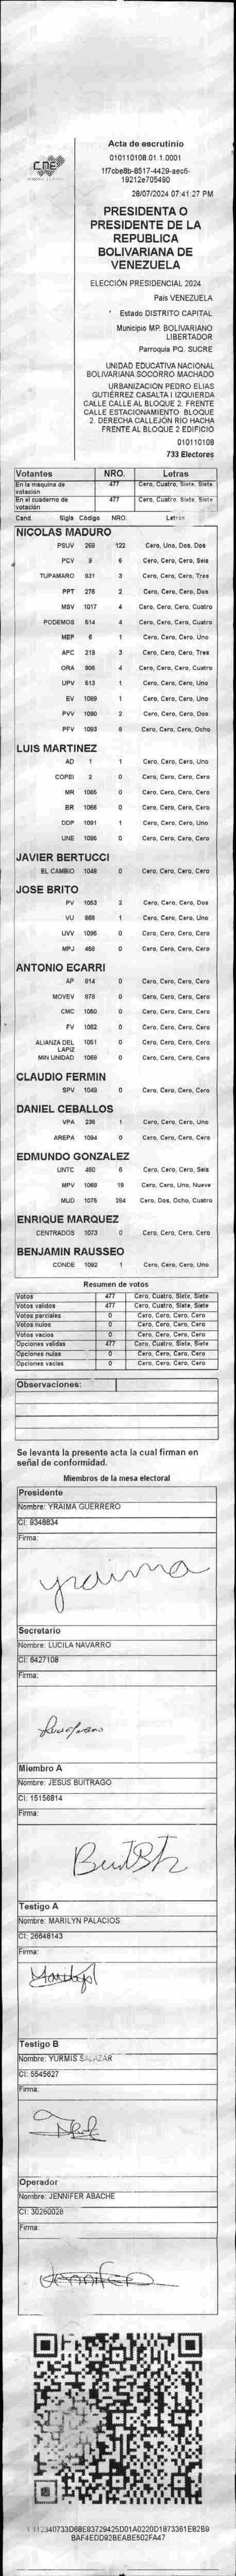 CNE
Acta de escrutinio
010110108.01.1.0001
1f7cbe8b-8517-4429-aec6-
19212e705490
28/07/2024 07:41:27 PM
PRESIDENTA O
PRESIDENTE DE LA
REPUBLICA
BOLIVARIANA DE
VENEZUELA
ELECCIÓN PRESIDENCIAL 2024
País VENEZUELA
Estado DISTRITO CAPITAL
Municipio MP. BOLIVARIANO
LIBERTADOR
Parroquia PQ. SUCRE
UNIDAD EDUCATIVA NACIONAL
BOLIVARIANA SOCORRO MACHADO
URBANIZACIÓN PEDRO ELIAS
GUTIÉRREZ CASALTA I IZQUIERDA
CALLE CALLE AL BLOQUE 2. FRENTE
CALLE ESTACIONAMIENTO BLOQUE
2. DERECHA CALLEJÓN RIO HACHA
FRENTE AL BLOQUE 2 EDIFICIO
010110108
733 Electores
Votantes NRO. Letras
En la máquina de votación 477 Cero, Cuatro, Siete, Siete
En el cuaderno de votación 477 Cero, Cuatro, Siete, Siete
Cand. Sigla Código NRO. Letras
NICOLAS MADURO
PSUV 269 122 Cero, Uno, Dos, Dos
PCV 9 6 Cero, Cero, Cero, Seis
TUPAMARO 931 3 Cero, Cero, Cero, Tres
PPT 276 2 Cero, Cero, Cero, Dos
MSV 1017 4 Cero, Cero, Cero, Cuatro
PODEMOS 514 4 Cero, Cero, Cero, Cuatro
MEP 6 1 Cero, Cero, Cero, Uno
APC 219 3 Cero, Cero, Cero, Tres
ORA 906 4 Cero, Cero, Cero, Cuatro
UPV 513 1 Cero, Cero, Cero, Uno
EV 1089 1 Cero, Cero, Cero, Uno
PVV 1090 2 Cero, Cero, Cero, Dos
PFV 1093 8 Cero, Cero, Cero, Ocho
LUIS MARTINEZ
AD 1 1 Cero, Cero, Cero, Uno
COPEI 2 0 Cero, Cero, Cero, Cero
MR 1065 0 Cero, Cero, Cero, Cero
BR 1066 0 Cero, Cero, Cero, Cero
DDP 1091 1 Cero, Cero, Cero, Uno
UNE 1095 0 Cero, Cero, Cero, Cero
JAVIER BERTUCCI
EL CAMBIO 1048 0 Cero, Cero, Cero, Cero
JOSE BRITO
PV 1053 2 Cero, Cero, Cero, Dos
VU 868 1 Cero, Cero, Cero, Uno
UVV 1096 0 Cero, Cero, Cero, Cero
MPJ 458 0 Cero, Cero, Cero, Cero
ANTONIO ECARRI
AP 914 0 Cero, Cero, Cero, Cero
MOVEV 878 0 Cero, Cero, Cero, Cero
CMC 1050 0 Cero, Cero, Cero, Cero
FV 1062 0 Cero, Cero, Cero, Cero
ALIANZA DEL LAPIZ 1051 0 Cero, Cero, Cero, Cero
MIN UNIDAD 1068 0 Cero, Cero, Cero, Cero
CLAUDIO FERMIN
SPV 1049 0 Cero, Cero, Cero, Cero
DANIEL CEBALLOS
VPA 236 1 Cero, Cero, Cero, Uno
AREPA 1094 0 Cero, Cero, Cero, Cero
EDMUNDO GONZALEZ
UNTC 460 6 Cero, Cero, Cero, Seis
MPV 1069 19 Cero, Cero, Uno, Nueve
MUD 1076 284 Cero, Dos, Ocho, Cuatro
ENRIQUE MARQUEZ
CENTRADOS 1073 0 Cero, Cero, Cero, Cero
BENJAMIN RAUSSEO
CONDE 1092 1 Cero, Cero, Cero, Uno
Resumen de votos
Votos 477 Cero, Cuatro, Siete, Siete
Votos validos 477 Cero, Cuatro, Siete, Siete
Votos parciales 0 Cero, Cero, Cero, Cero
Votos nulos 0 Cero, Cero, Cero, Cero
Votos vacios 0 Cero, Cero, Cero, Cero
Opciones validas 477 Cero, Cuatro, Siete, Siete
Opciones nulas 0 Cero, Cero, Cero, Cero
Opciones vacias 0 Cero, Cero, Cero, Cero
Observaciones:
Se levanta la presente acta la cual firman en
señal de conformidad.
Miembros de la mesa electoral
Presidente
Nombre: YRAIMA GUERRERO
CI: 9348834
Firma:
yraima
Secretario
Nombre: LUCILA NAVARRO
CI: 6427108
Firma:
Miembro A
Nombre: JESUS BUITRAGO
CI: 15156814
Firma:
Testigo A
Nombre: MARILYN PALACIOS
CI: 26648143
Firma:
Testigo B
Nombre: YURMIS SALAZAR
CI: 5545627
Firma:
Operador
Nombre: JENNIFER ABACHE
CI: 30260028
Firma:
Jennifer
112340733D68E83729425D01A0220D1873361E82B9
BAF4EDD92BEABE502FA47